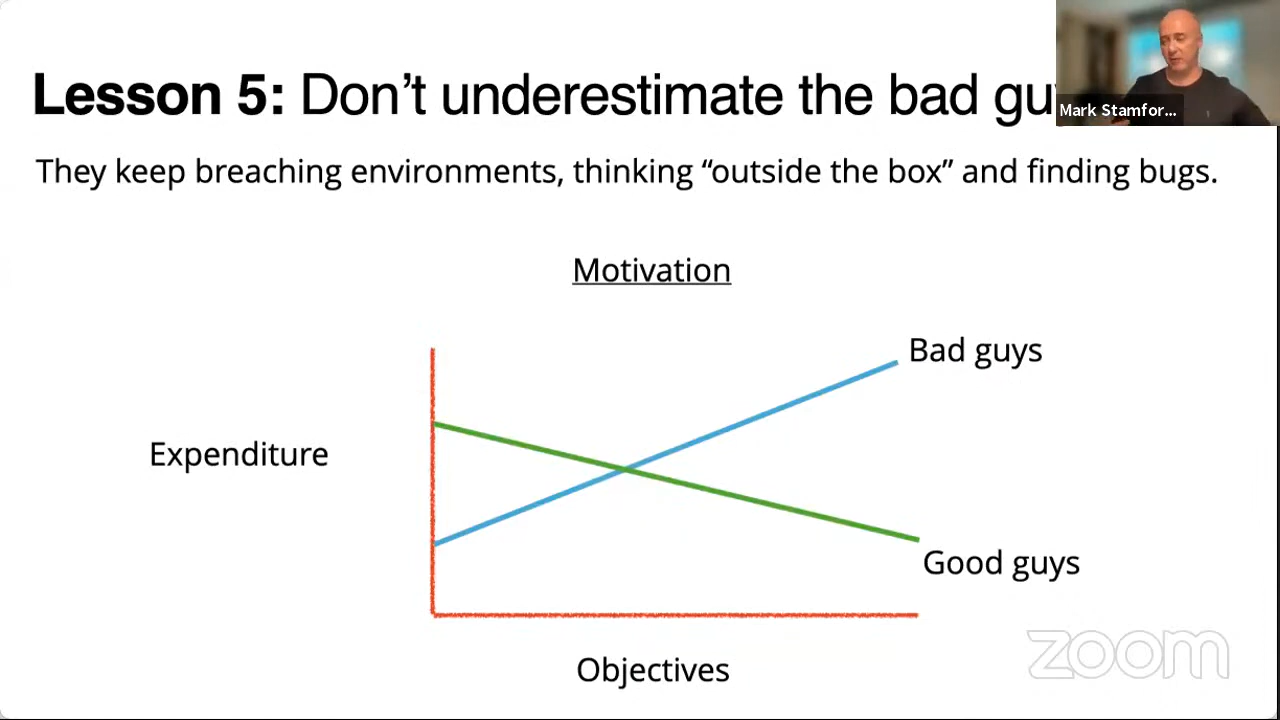 Lesson 5: Don’t underestimate the bad gu
Mark Stamfor...
They keep breaching environments, thinking “outside the box” and finding bugs.
Motivation
Bad guys
Expenditure
Good guys
Objectives
zoom